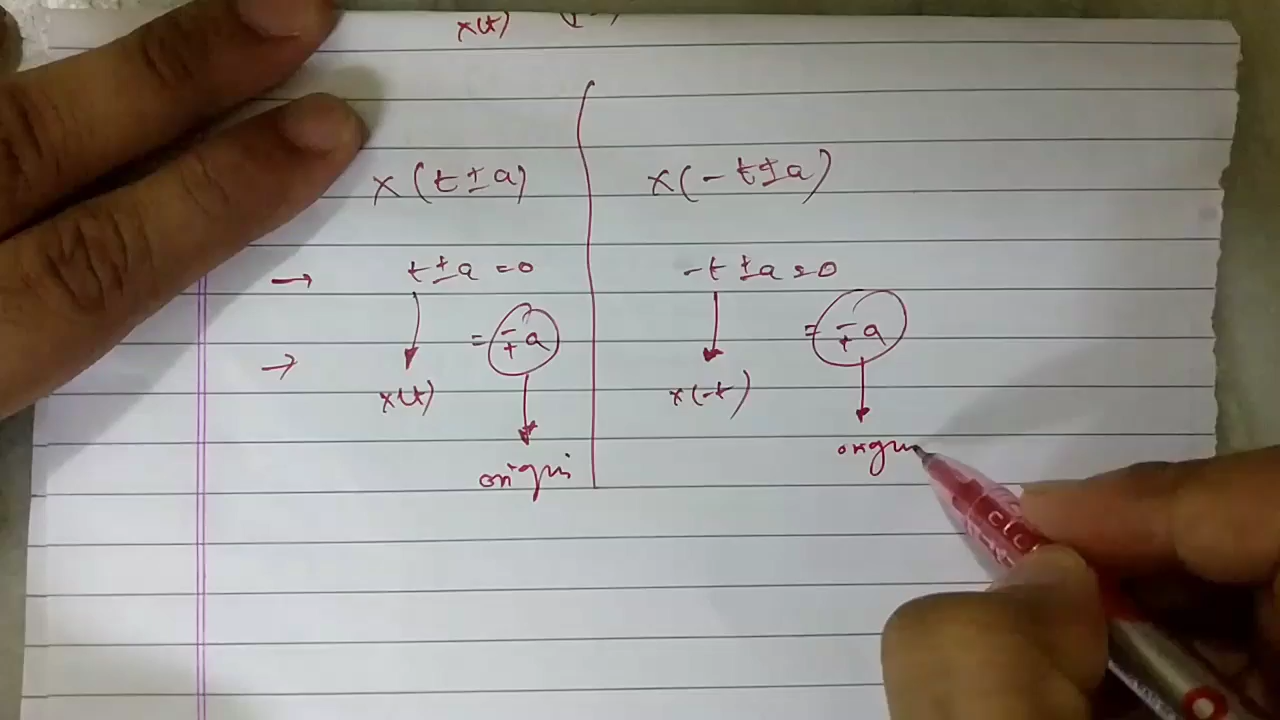 x(t)
x(t±a)
x(-t±a)
→ t±a=0
-t±a=0
=∓a
=∓a
→
x(t)
x(-t)
origin
origin